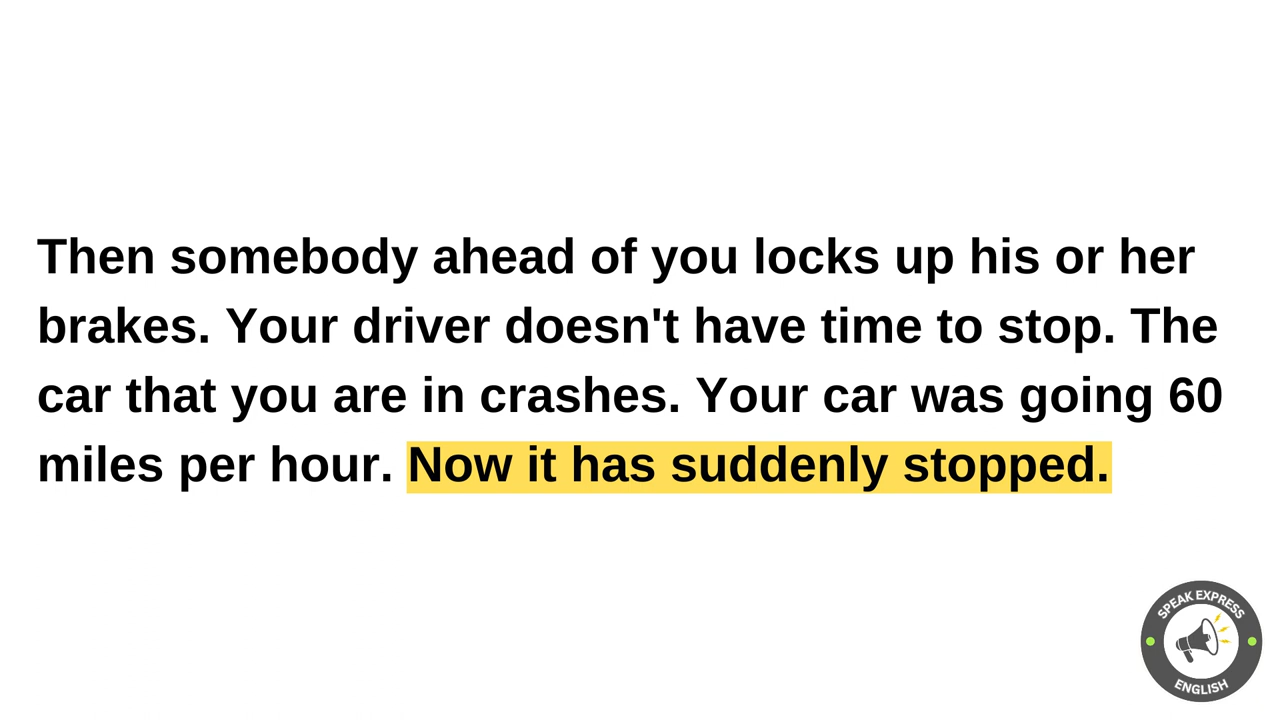 Then somebody ahead of you locks up his or her
brakes. Your driver doesn't have time to stop. The
car that you are in crashes. Your car was going 60
miles per hour. Now it has suddenly stopped.
SPEAK EXPRESS
ENGLISH